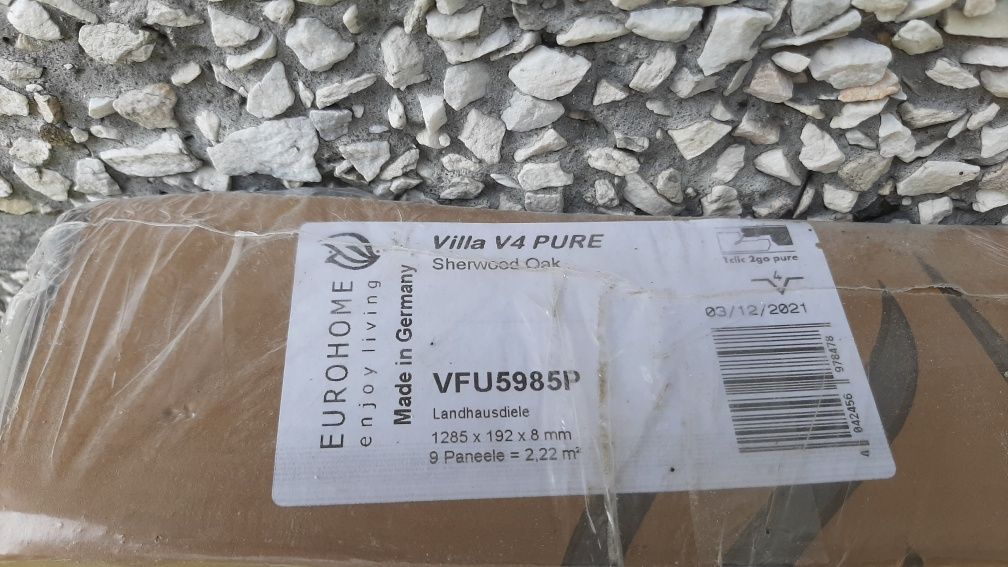 EUROHOME
enjoy living
Made in Germany
Villa V4 PURE
Sherwood Oak
VFU5985P
Landhausdiele
1285 x 192 x 8 mm
9 Paneele = 2,22 m²
1clic 2go pure
4
03/12/2021
4 042456 978478